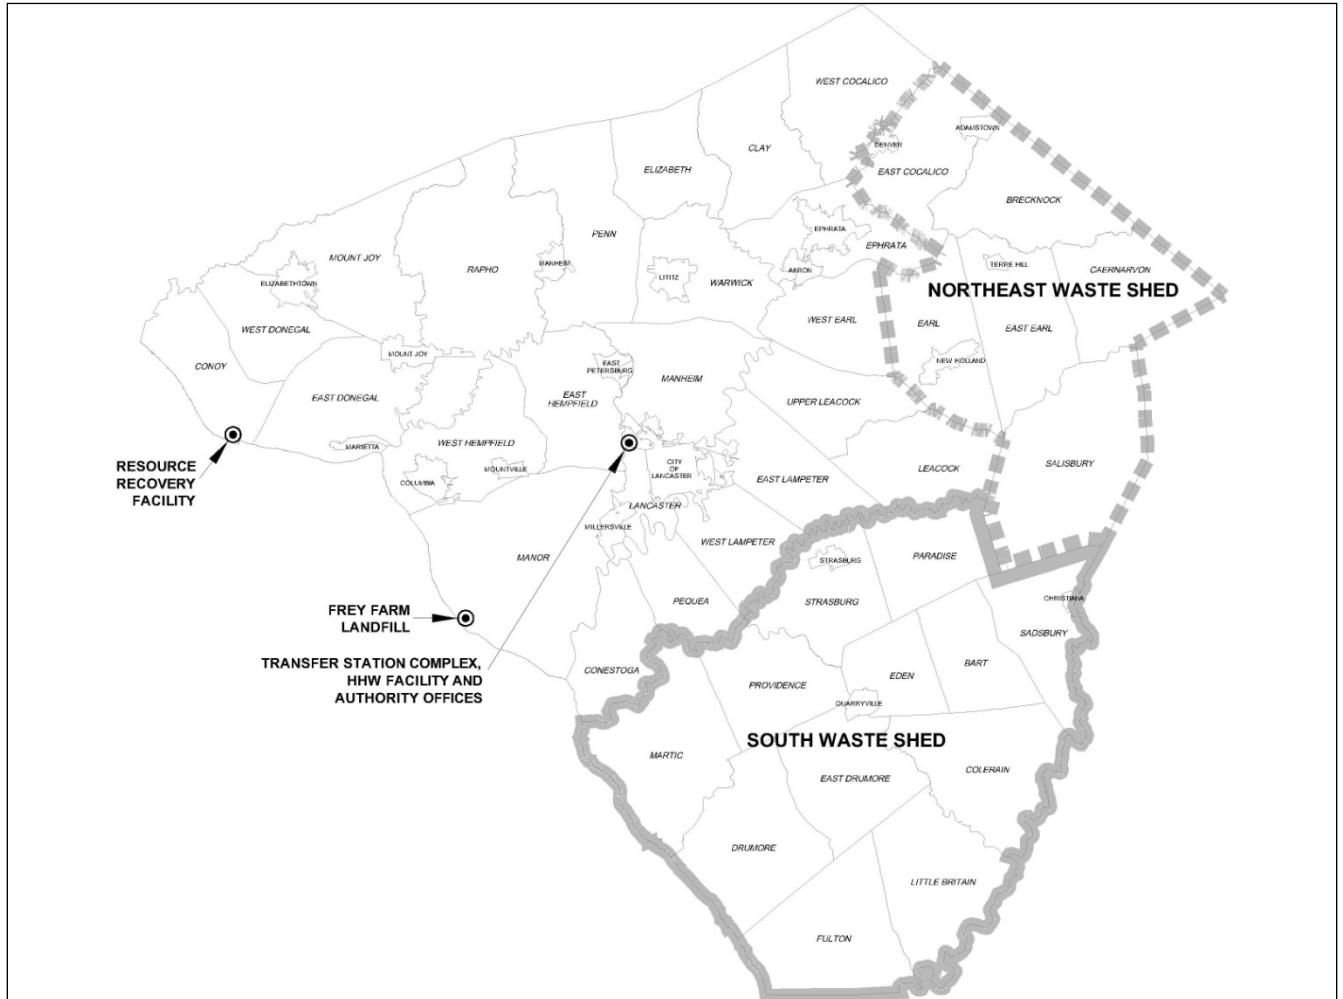 WEST COCALICO
ADAMSTOWN
DENVER
CLAY
ELIZABETH
EAST COCALICO
BRECKNOCK
PENN
EPHRATA
EPHRATA
MOUNT JOY
RAPHO
MANHEIM
TERRE HILL
CAERNARVON
AKRON
LITITZ
WARWICK
ELIZABETHTOWN
NORTHEAST WASTE SHED
WEST DONEGAL
WEST EARL
EARL
EAST EARL
MOUNT JOY
NEW HOLLAND
CONOY
EAST
PETERSBURG
MANHEIM
EAST DONEGAL
EAST
HEMPFIELD
UPPER LEACOCK
MARIETTA
WEST HEMPFIELD
MOUNTVILLE
COLUMBIA
CITY
OF
LANCASTER
LEACOCK
SALISBURY
EAST LAMPETER
RESOURCE
RECOVERY
FACILITY
LANCASTER
MILLERSVILLE
WEST LAMPETER
MANOR
PARADISE
STRASBURG
PEQUEA
STRASBURG
CHRISTIANA
FREY FARM
LANDFILL
SADSBURY
TRANSFER STATION COMPLEX,
HHW FACILITY AND
AUTHORITY OFFICES
CONESTOGA
PROVIDENCE
EDEN
BART
QUARRYVILLE
SOUTH WASTE SHED
MARTIC
EAST DRUMORE
COLERAIN
DRUMORE
LITTLE BRITAIN
FULTON